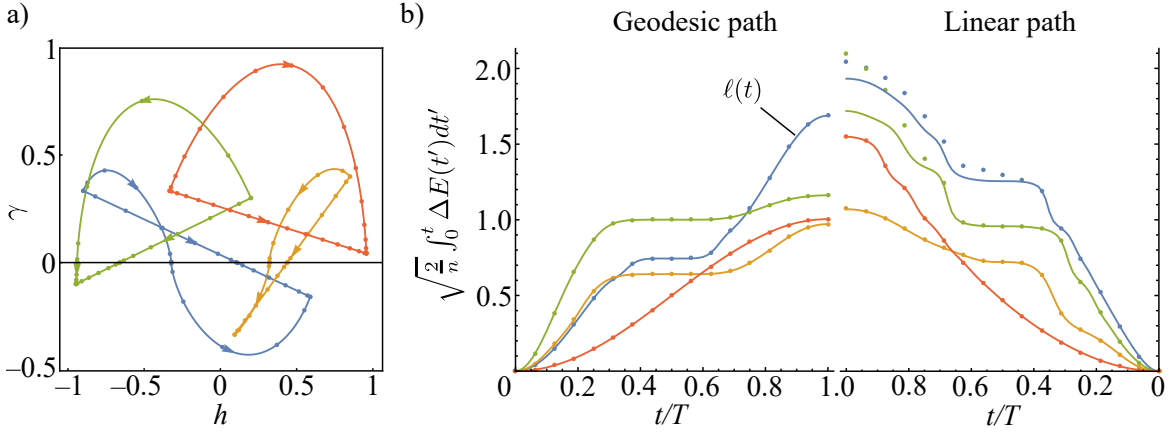 a)
b)
Geodesic path
Linear path
1
0.5
0
–0.5
γ
–1
–0.5
0
0.5
1
h
2.0
1.5
1.0
0.5
√(2/n) ∫₀ᵗ ΔE(t′)dt′
ℓ(t)
0
0.2
0.4
0.6
0.8
1.0
0.8
0.6
0.4
0.2
0
t/T
t/T